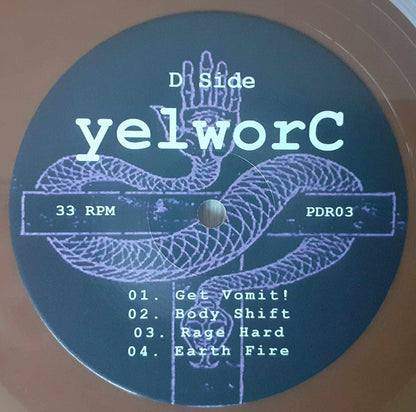 D Side
yelworC
33 RPM
PDR03
01. Get Vomit!
02. Body Shift
03. Rage Hard
04. Earth Fire